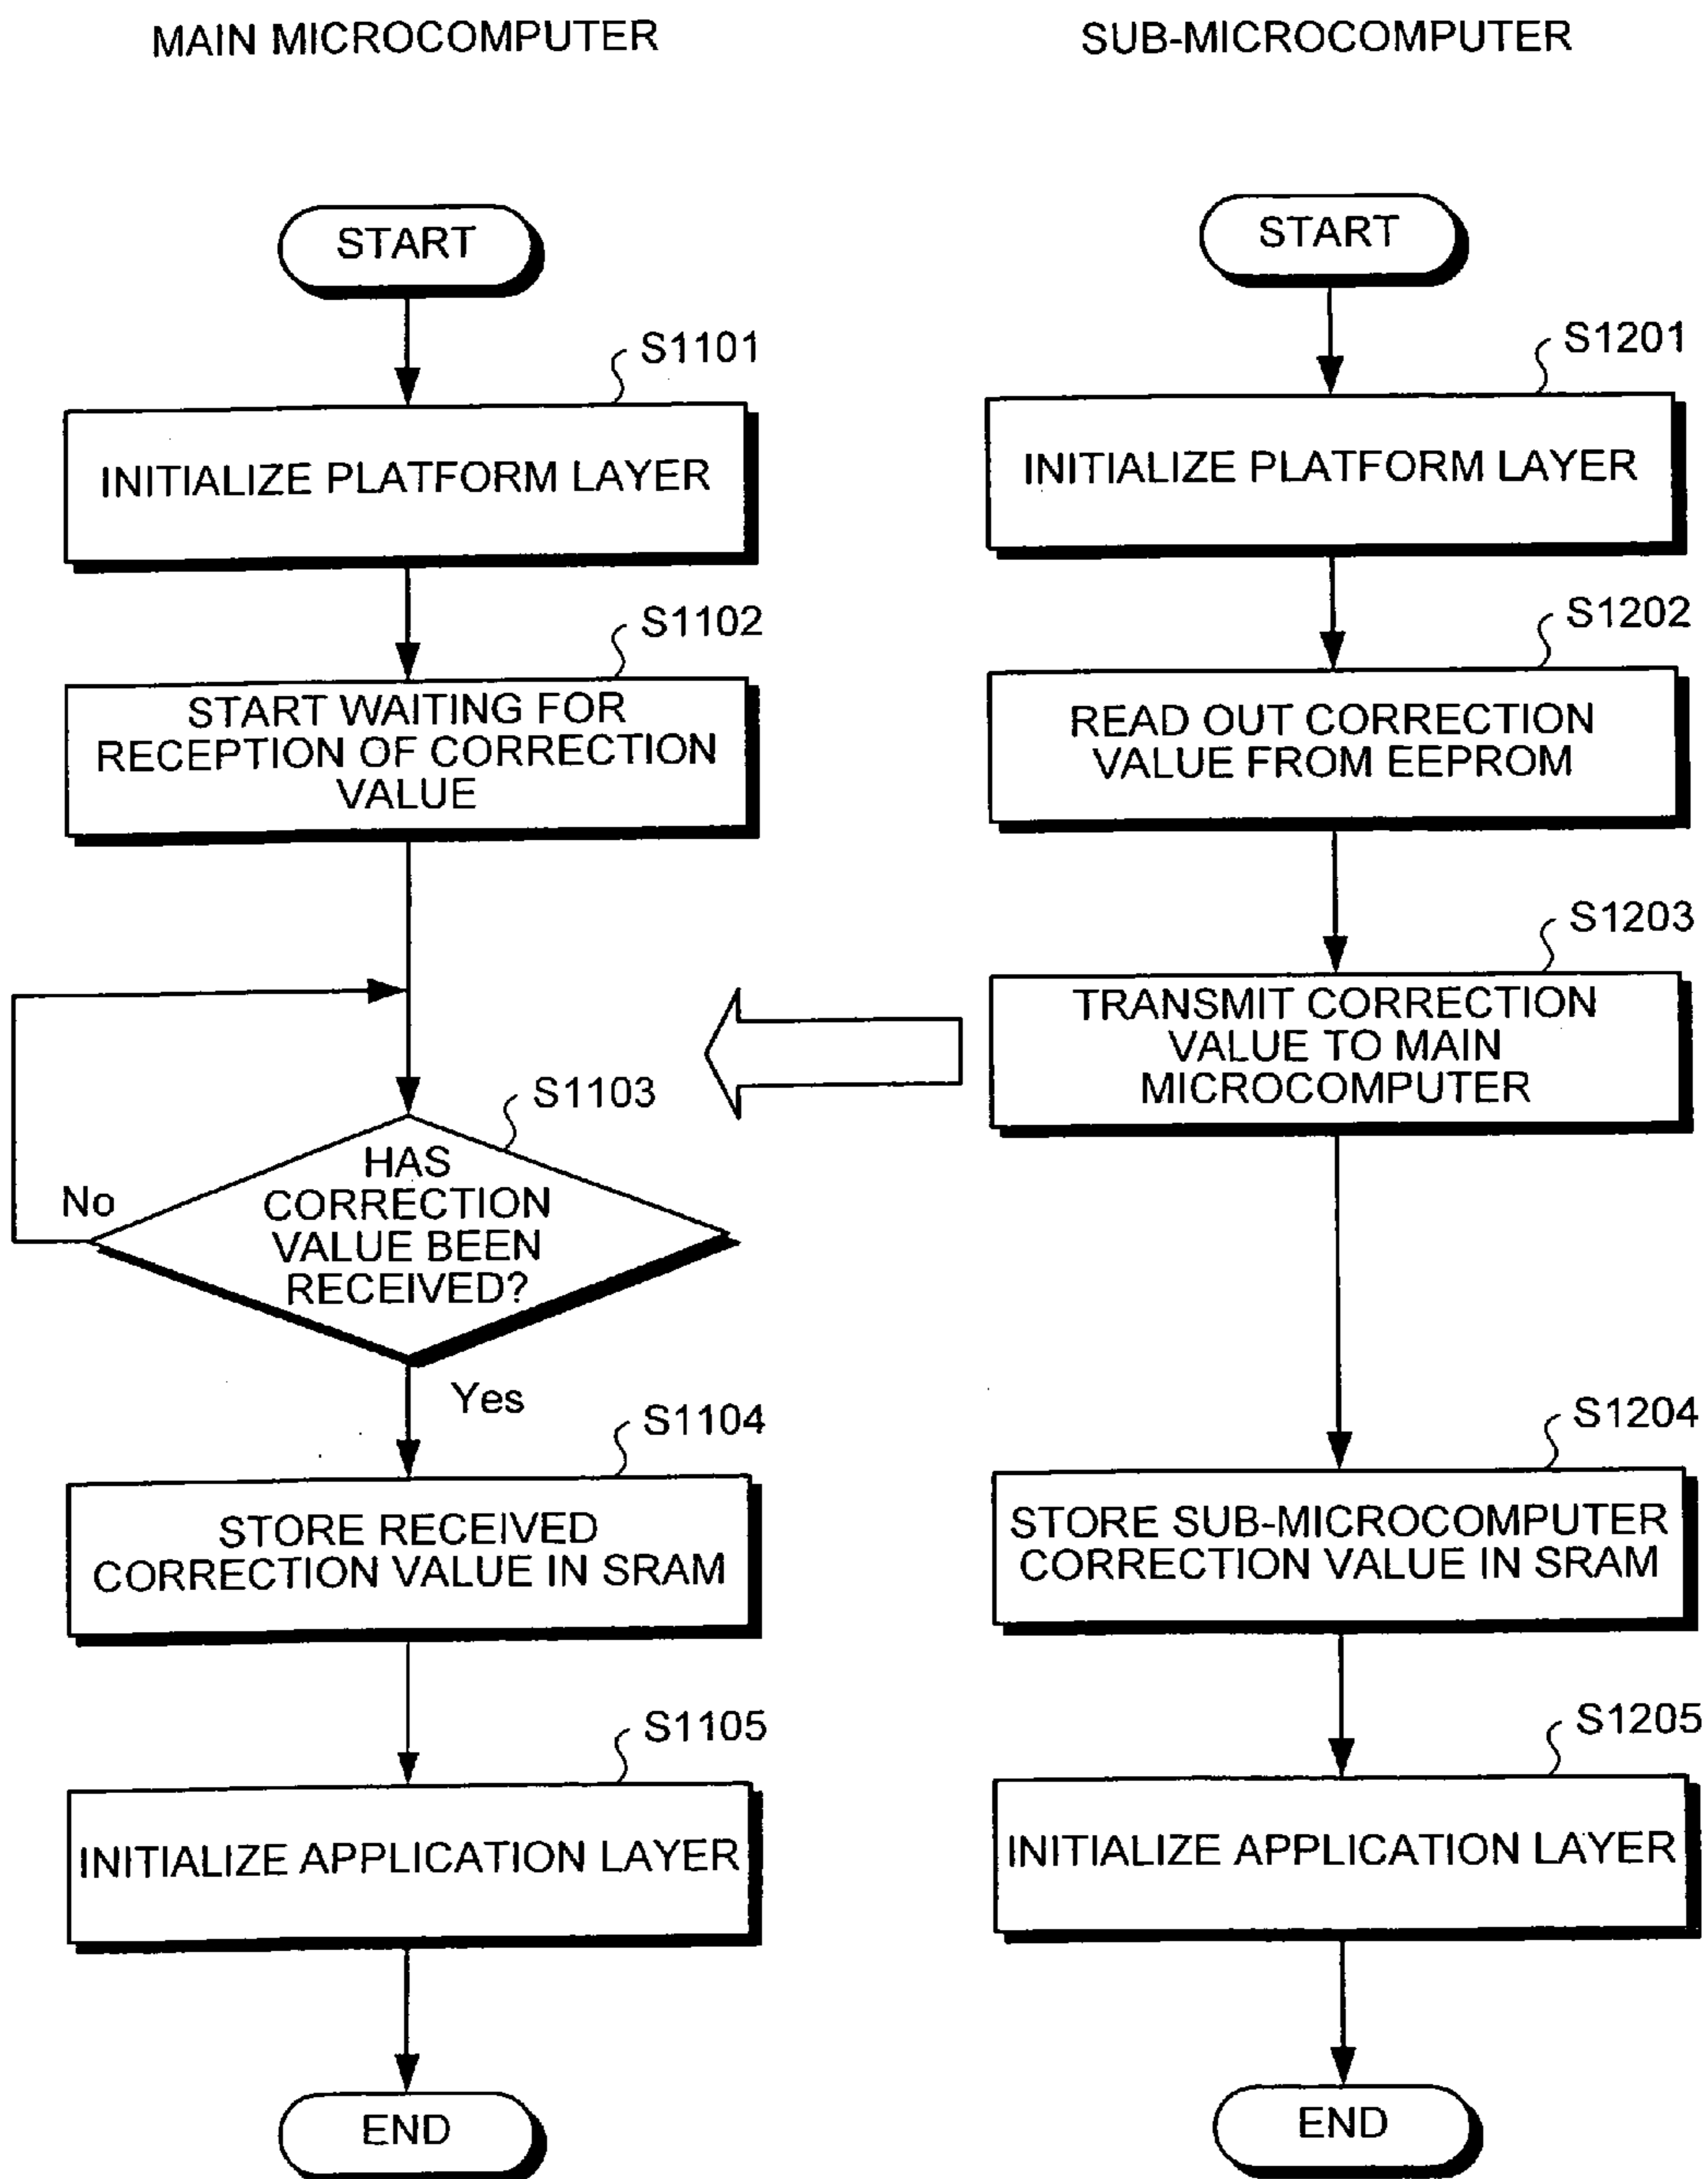 MAIN MICROCOMPUTER
START
S1101
INITIALIZE PLATFORM LAYER
S1102
START WAITING FOR
RECEPTION OF CORRECTION
VALUE
S1103
HAS
CORRECTION
VALUE BEEN
RECEIVED?
No
Yes
S1104
STORE RECEIVED
CORRECTION VALUE IN SRAM
S1105
INITIALIZE APPLICATION LAYER
END
SUB-MICROCOMPUTER
START
S1201
INITIALIZE PLATFORM LAYER
S1202
READ OUT CORRECTION
VALUE FROM EEPROM
S1203
TRANSMIT CORRECTION
VALUE TO MAIN
MICROCOMPUTER
S1204
STORE SUB-MICROCOMPUTER
CORRECTION VALUE IN SRAM
S1205
INITIALIZE APPLICATION LAYER
END